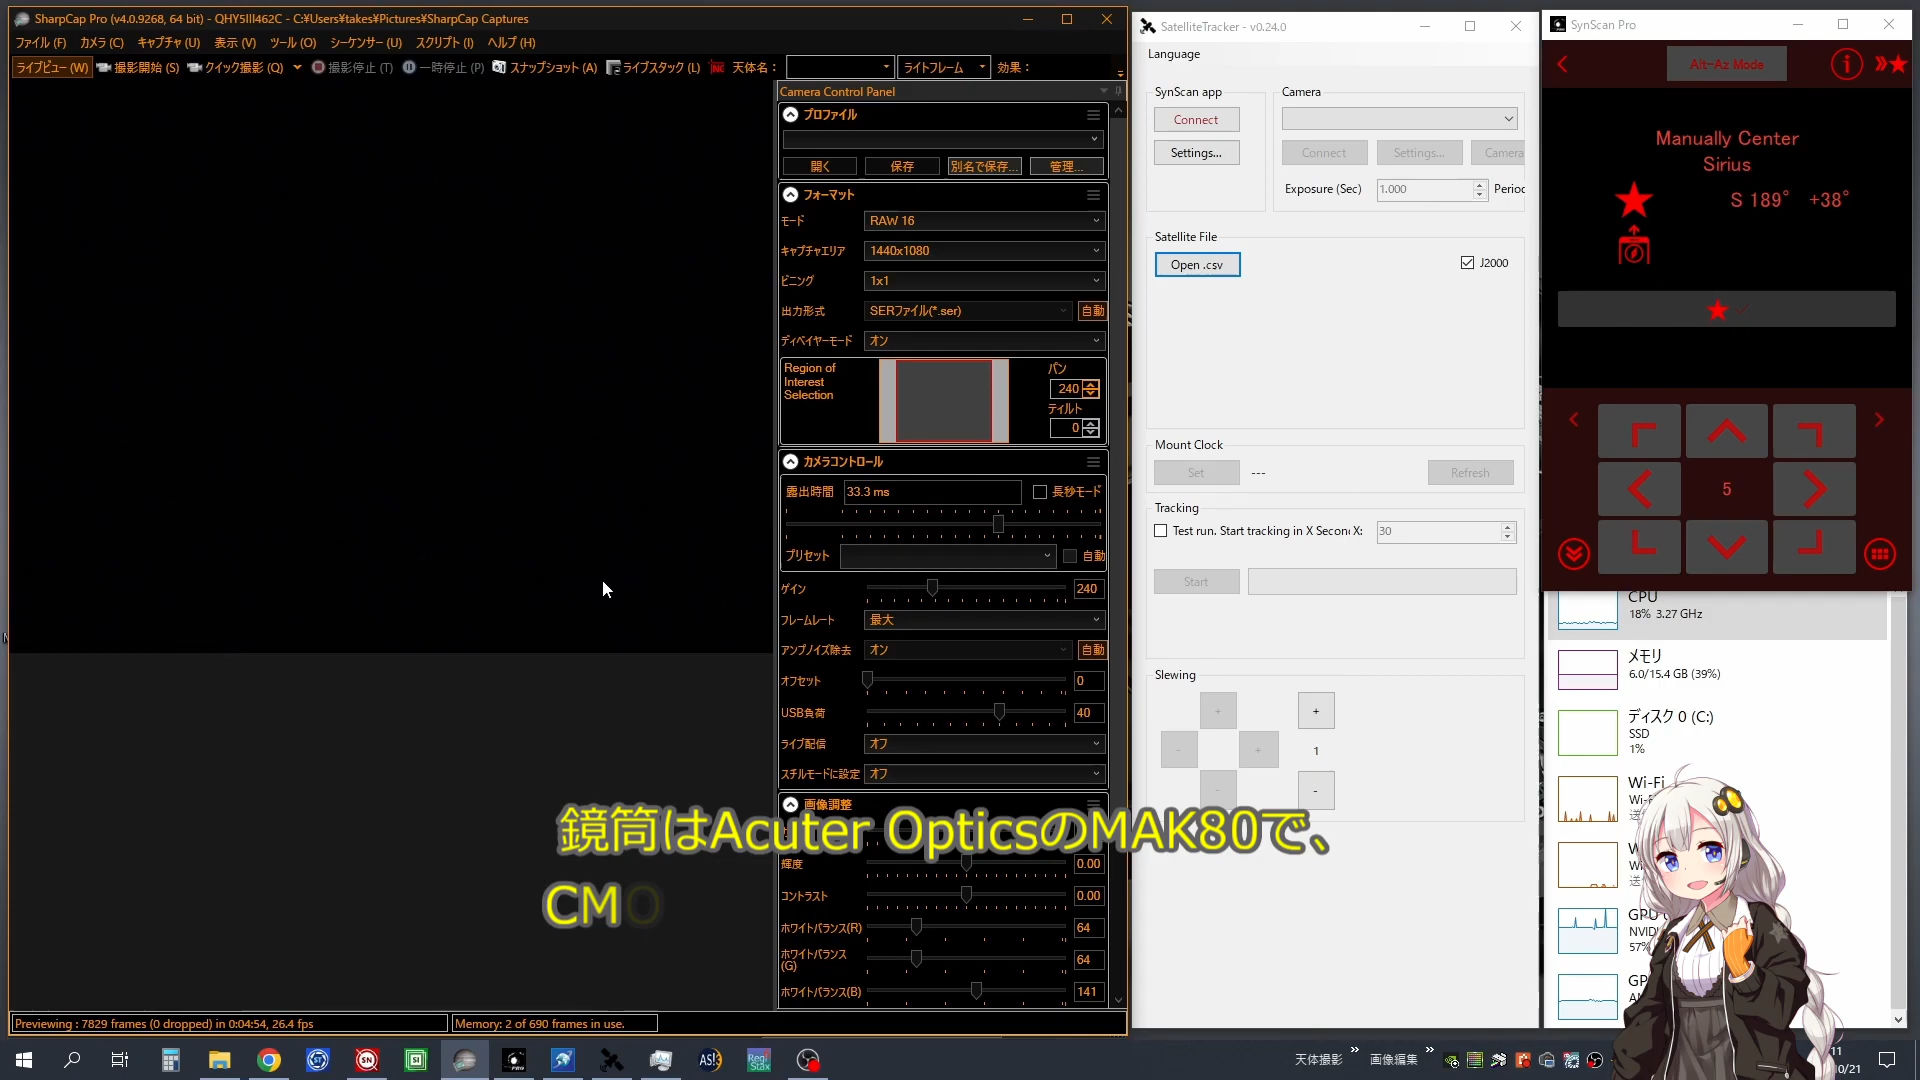 SharpCap Pro (v4.0.9268, 64 bit) - QHY5III462C - C:¥Users¥takes¥Pictures¥SharpCap Captures
ファイル (F) カメラ (C) キャプチャ (U) 表示 (V) ツール (O) シーケンサー (U) スクリプト (I) ヘルプ (H)
ライブビュー (W) 撮影開始 (S) クイック撮影 (Q) 撮影停止 (T) 一時停止 (P) スナップショット (A) ライブスタック (L) 天体名： ライトフレーム 効果：
Camera Control Panel
プロファイル
開く 保存 別名で保存... 管理...
フォーマット
モード RAW 16
キャプチャエリア 1440x1080
ビニング 1x1
出力形式 SERファイル(*.ser) 自動
ディベイヤーモード オン
Region of
Interest
Selection
パン
240
ティルト
0
カメラコントロール
露出時間 33.3 ms 長秒モード
プリセット 自動
ゲイン 240
フレームレート 最大
アンプノイズ除去 オン 自動
オフセット 0
USB負荷 40
ライブ配信 オフ
スチルモードに設定 オフ
画像調整
輝度 0.00
コントラスト 0.00
ホワイトバランス(R) 64
ホワイトバランス
(G) 64
ホワイトバランス(B) 141
Previewing : 7829 frames (0 dropped) in 0:04:54, 26.4 fps
Memory: 2 of 690 frames in use.
SatelliteTracker - v0.24.0
Language
SynScan app
Connect
Settings...
Camera
Connect Settings... Camera
Exposure (Sec) 1.000 Period
Satellite File
Open .csv
J2000
Mount Clock
Set --- Refresh
Tracking
Test run. Start tracking in X Second X: 30
Start
Slewing
+ +
- + 1
- -
SynScan Pro
Alt-Az Mode
Manually Center
Sirius
S 189° +38°
5
CPU
18% 3.27 GHz
メモリ
6.0/15.4 GB (39%)
ディスク 0 (C:)
SSD
1%
Wi-Fi
Wi-F
W
Wi
送
GPU
NVIDI
57%
GP
鏡筒はAcuter OpticsのMAK80で、
CMO
天体撮影 画像編集
11
0/21